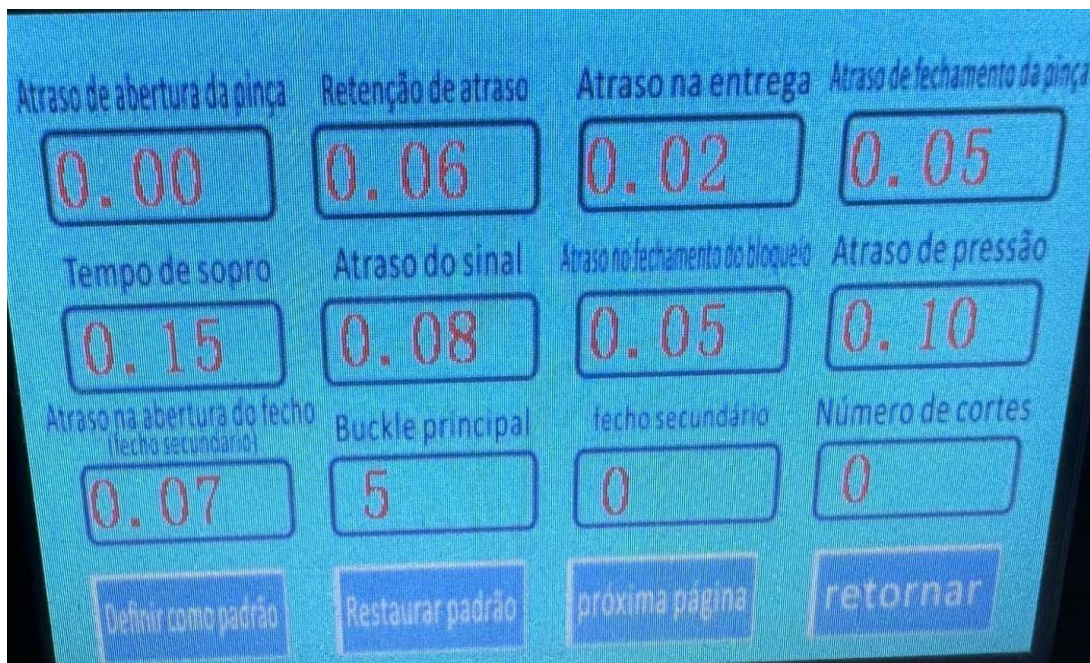 Atraso de abertura da pinça
Retenção de atraso
Atraso na entrega
Atraso de fechamento da pinça
0.00
0.06
0.02
0.05
Tempo de sopro
Atraso do sinal
Atraso no fechamento do bloqueio
Atraso de pressão
0.15
0.08
0.05
0.10
Atraso na abertura do fecho
(fecho secundário)
Buckle principal
fecho secundário
Número de cortes
0.07
5
0
0
Definir como padrão
Restaurar padrão
próxima página
retornar